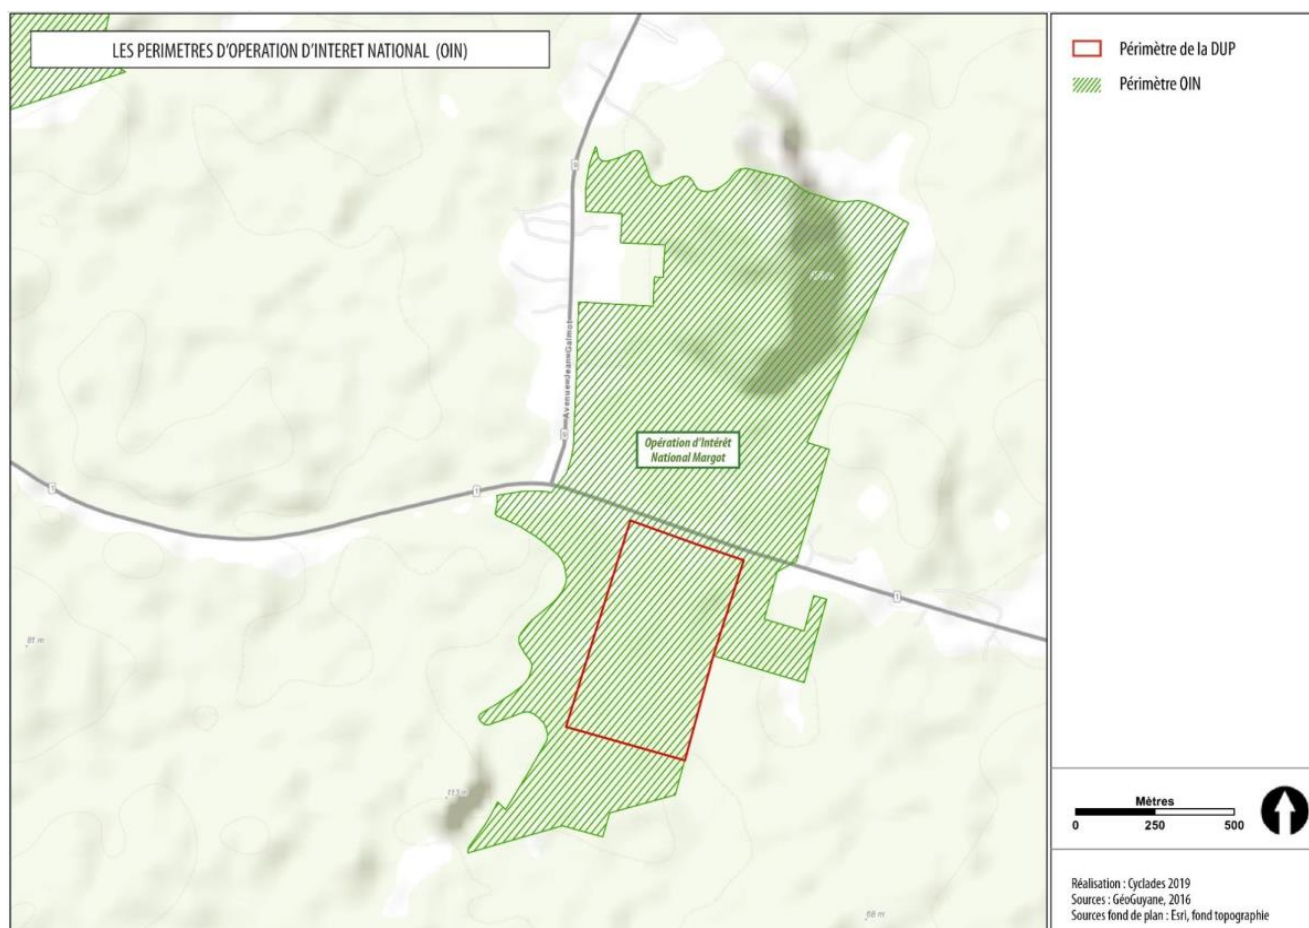 LES PERIMETRES D'OPERATION D'INTERET NATIONAL (OIN)
Périmètre de la DUP
Périmètre OIN
Avenue Jean Galmot
Opération d'Intérêt
National Margot
81 m
113 m
68 m
Mètres
0 250 500
Réalisation : Cyclades 2019
Sources : GéoGuyane, 2016
Sources fond de plan : Esri, fond topographie